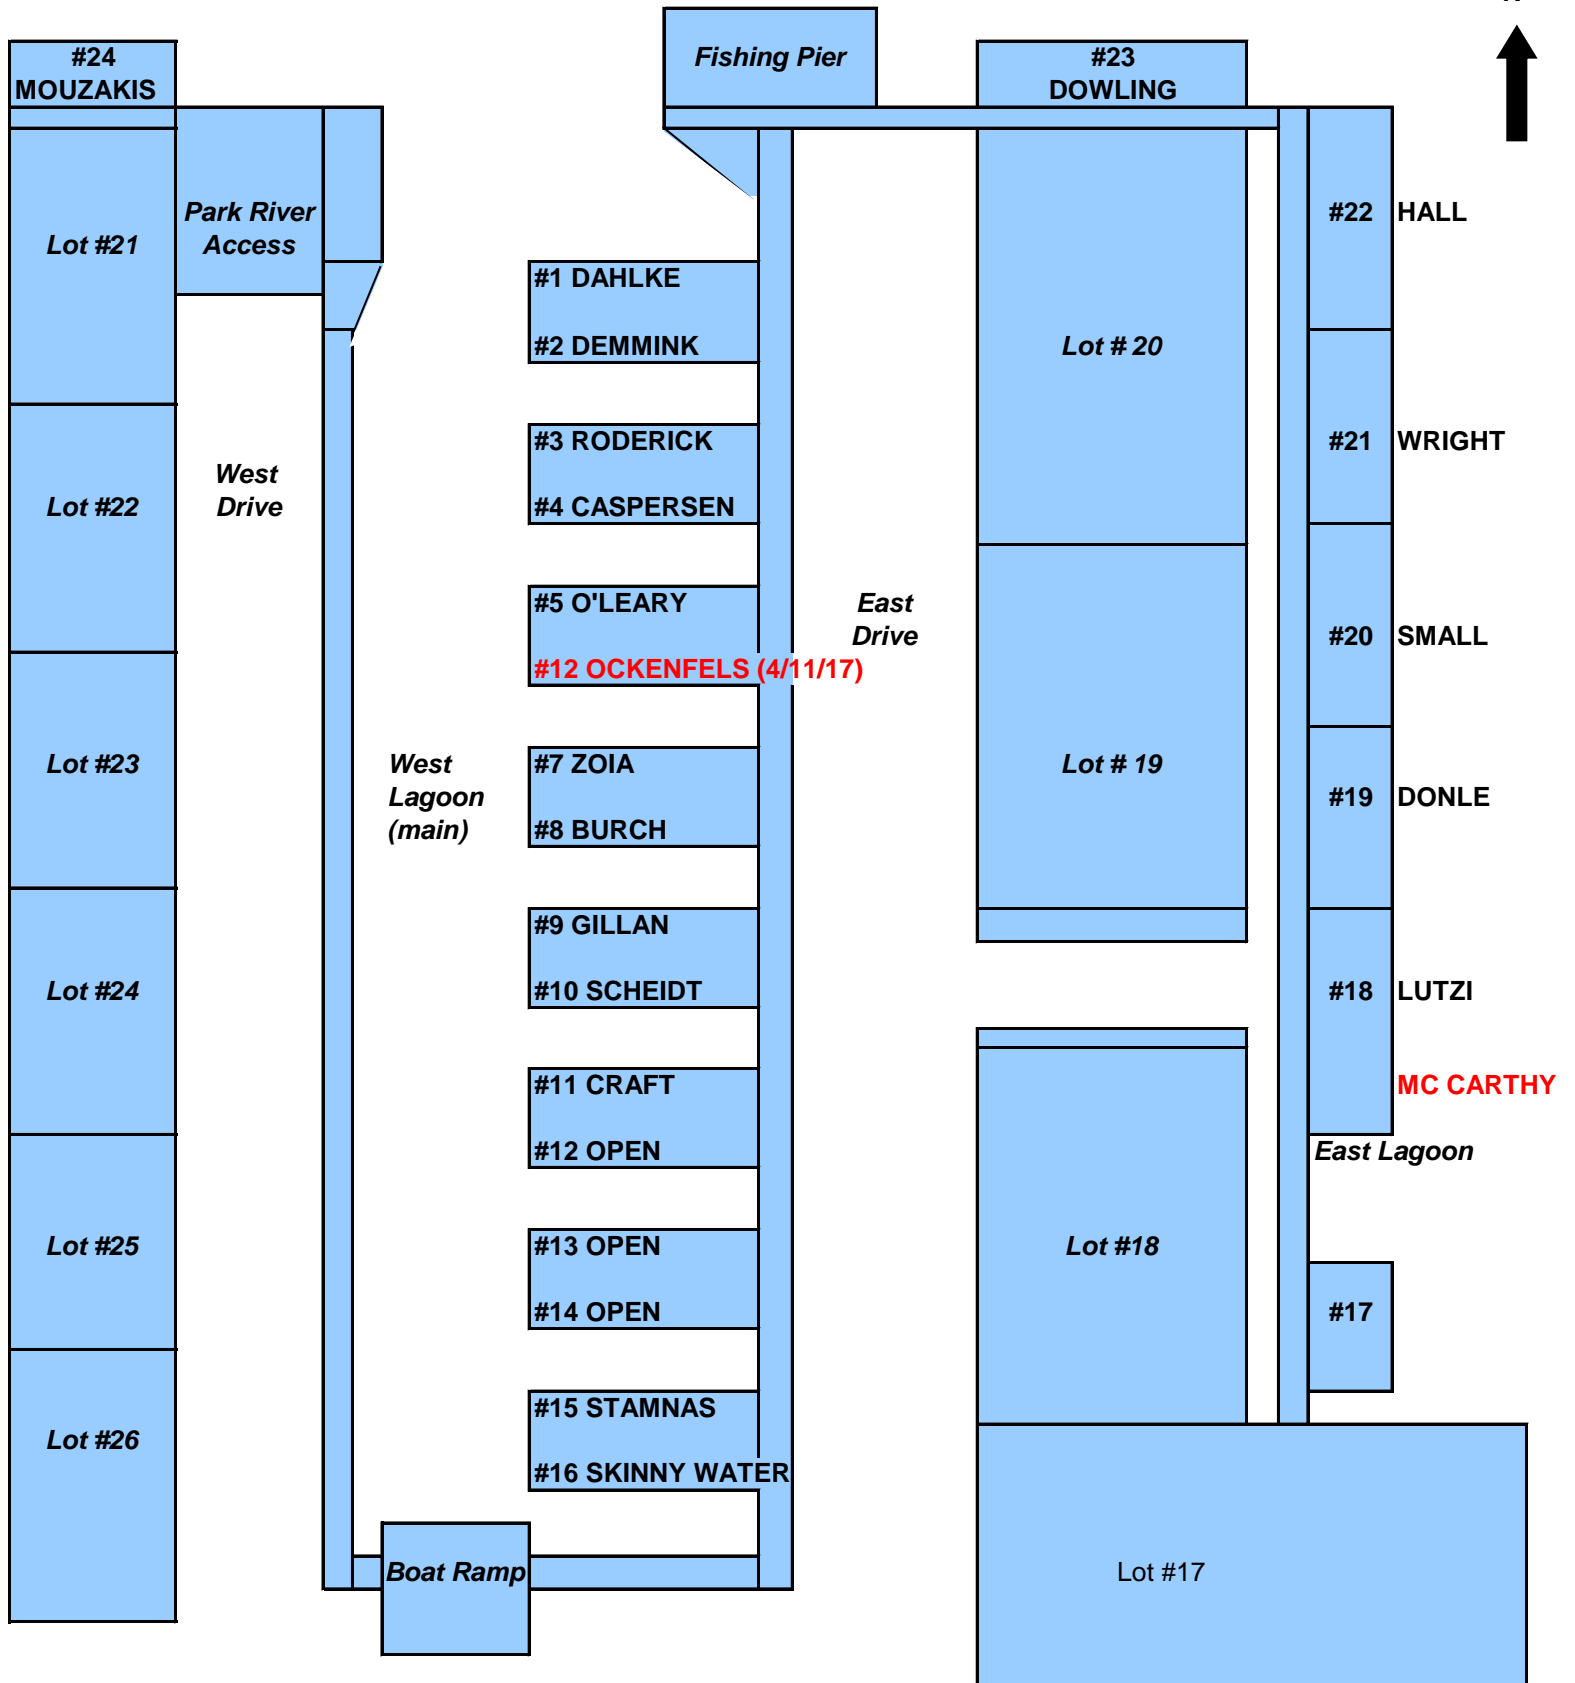 #24
MOUZAKIS
Fishing Pier
#23
DOWLING
Park River
Access
Lot #21
#22 HALL
#1 DAHLKE
#2 DEMMINK
Lot # 20
#3 RODERICK
#21 WRIGHT
West
Drive
Lot #22
#4 CASPERSEN
#5 O'LEARY
East
Drive
#20 SMALL
#12 OCKENFELS (4/11/17)
Lot #23
West
Lagoon
(main)
#7 ZOIA
Lot # 19
#19 DONLE
#8 BURCH
#9 GILLAN
Lot #24
#10 SCHEIDT
#18 LUTZI
#11 CRAFT
MC CARTHY
#12 OPEN
East Lagoon
Lot #25
#13 OPEN
Lot #18
#14 OPEN
#17
#15 STAMNAS
Lot #26
#16 SKINNY WATER
Boat Ramp
Lot #17